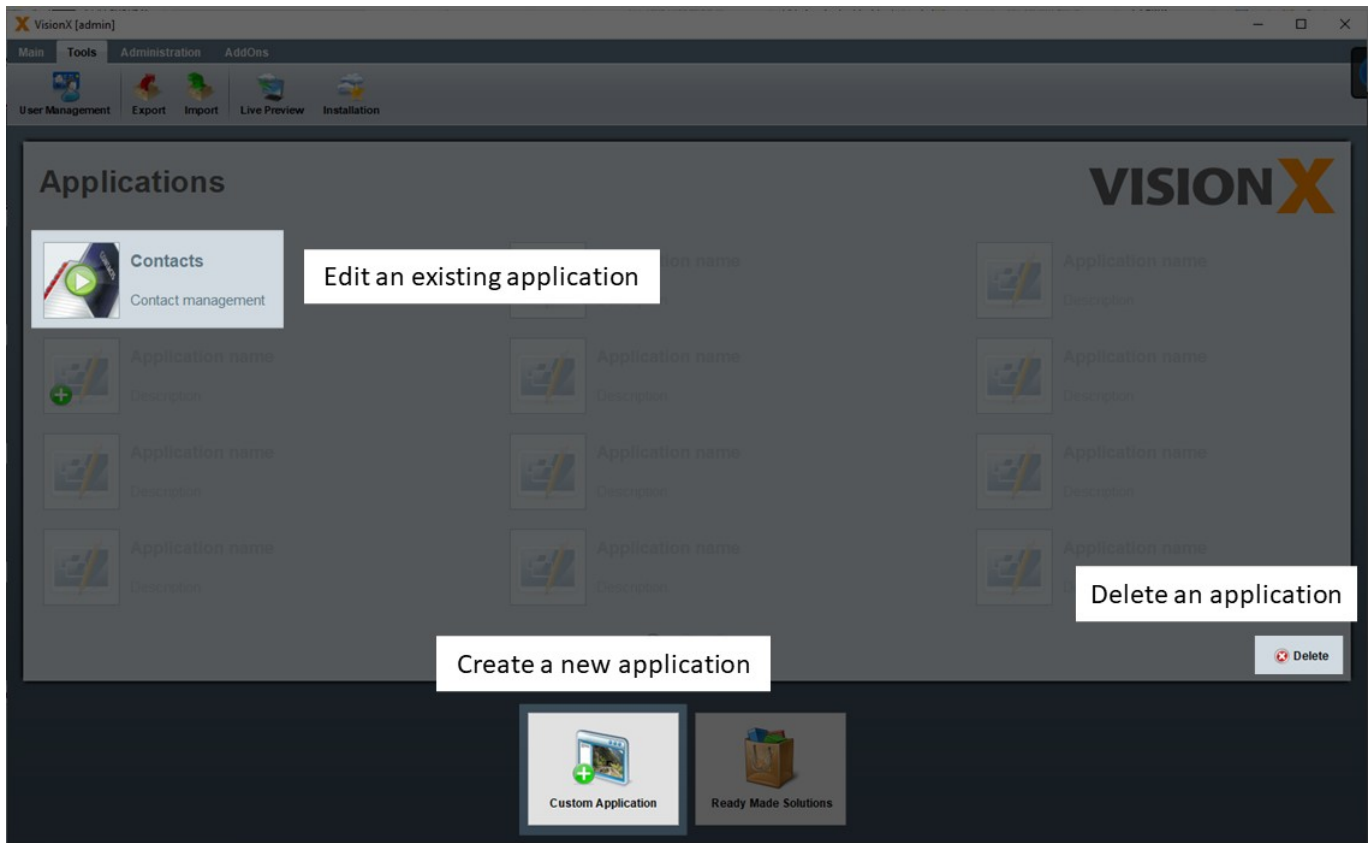 VisionX [admin]
Main Tools Administration AddOns
User Management Export Import Live Preview Installation
Applications
VISIONX
Contacts
Contact management
Edit an existing application
Application name
Description
Application name
Description
Application name
Description
Application name
Description
Application name
Description
Application name
Description
Application name
Description
Application name
Description
Application name
Description
Application name
Application name
Description
Delete an application
Create a new application
Delete
Custom Application
Ready Made Solutions